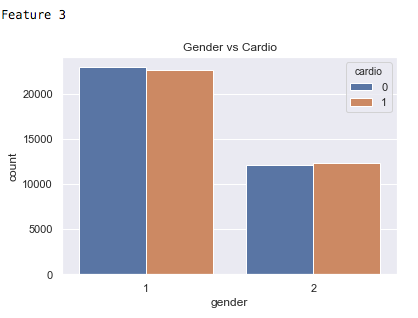 Feature 3
Gender vs Cardio
cardio
0
1
20000
15000
10000
5000
0
count
1 2
gender